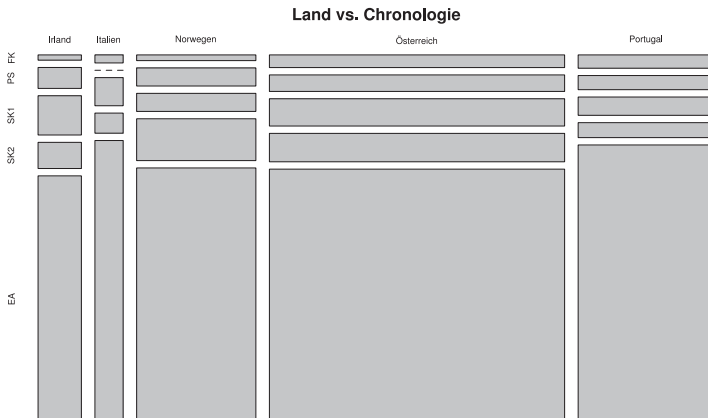 Land vs. Chronologie
Irland Italien Norwegen Österreich Portugal
FK
PS
SK1
SK2
EA